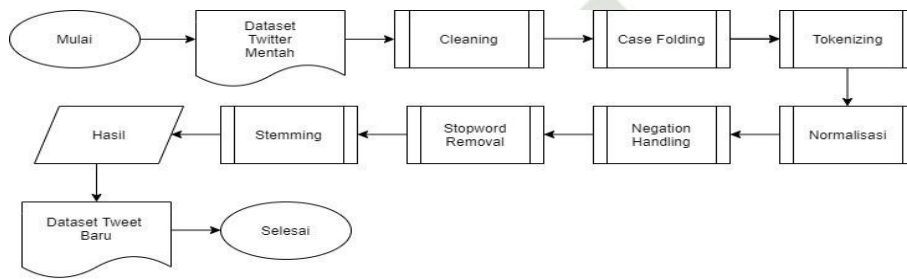 Mulai
Dataset
Twitter
Mentah
Cleaning
Case Folding
Tokenizing
Normalisasi
Negation
Handling
Stopword
Removal
Stemming
Hasil
Dataset Tweet
Baru
Selesai